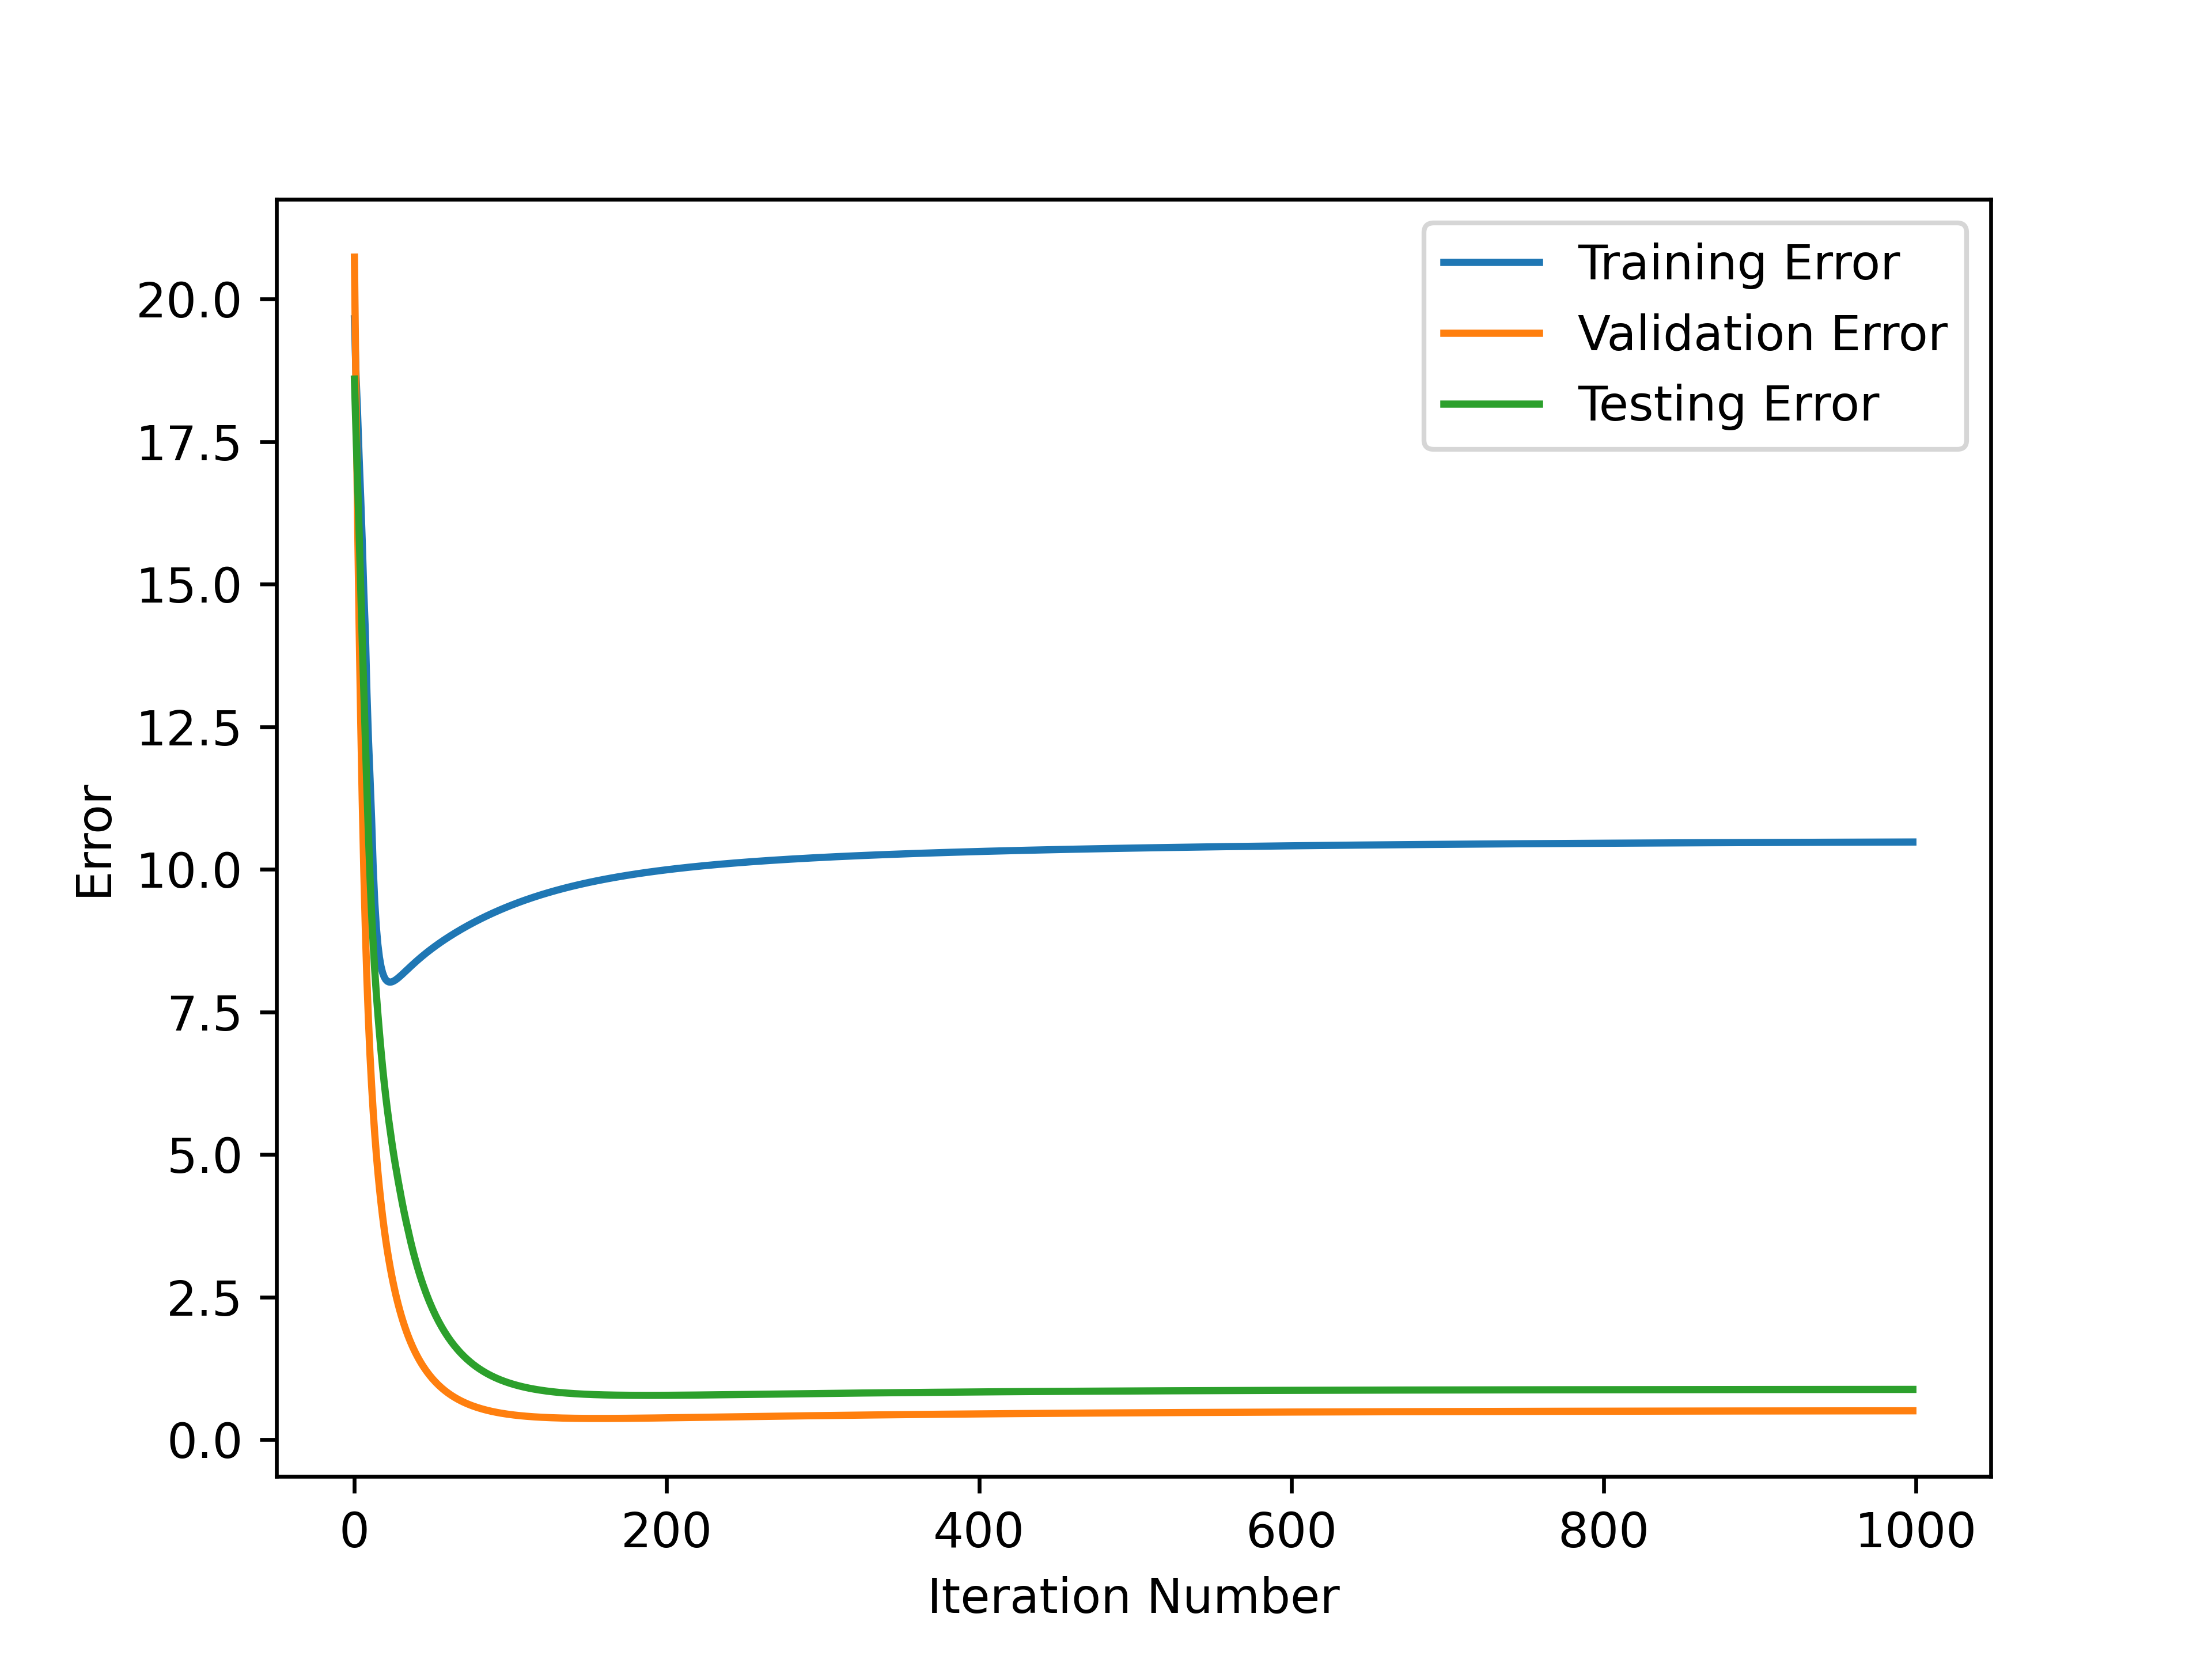 Training Error
Validation Error
Testing Error
20.0
17.5
15.0
12.5
10.0
7.5
5.0
2.5
0.0
Error
0 200 400 600 800 1000
Iteration Number